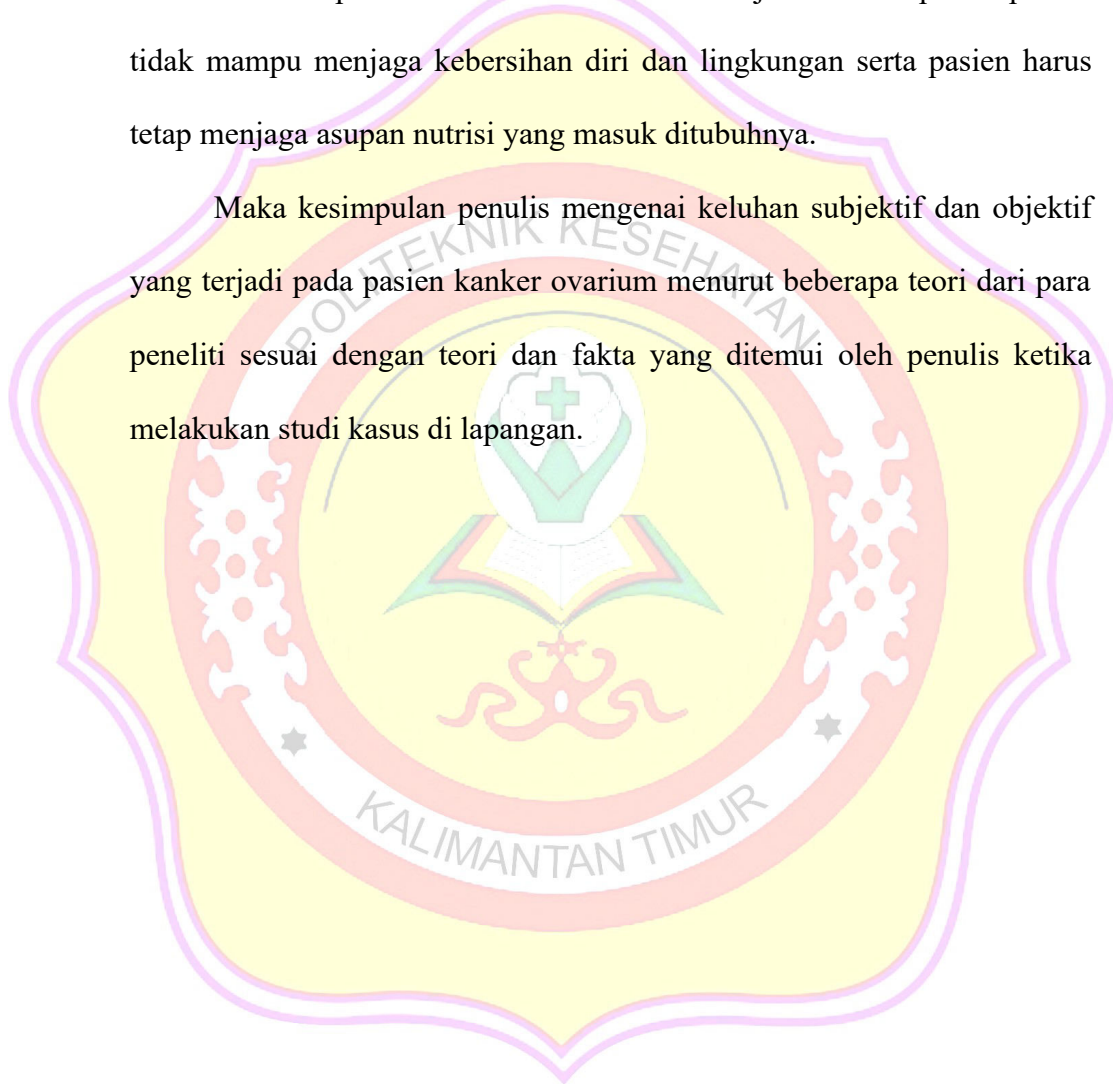 tidak mampu menjaga kebersihan diri dan lingkungan serta pasien harus
tetap menjaga asupan nutrisi yang masuk ditubuhnya.
Maka kesimpulan penulis mengenai keluhan subjektif dan objektif
yang terjadi pada pasien kanker ovarium menurut beberapa teori dari para
peneliti sesuai dengan teori dan fakta yang ditemui oleh penulis ketika
melakukan studi kasus di lapangan.
POLITEKNIK KESEHATAN
KALIMANTAN TIMUR